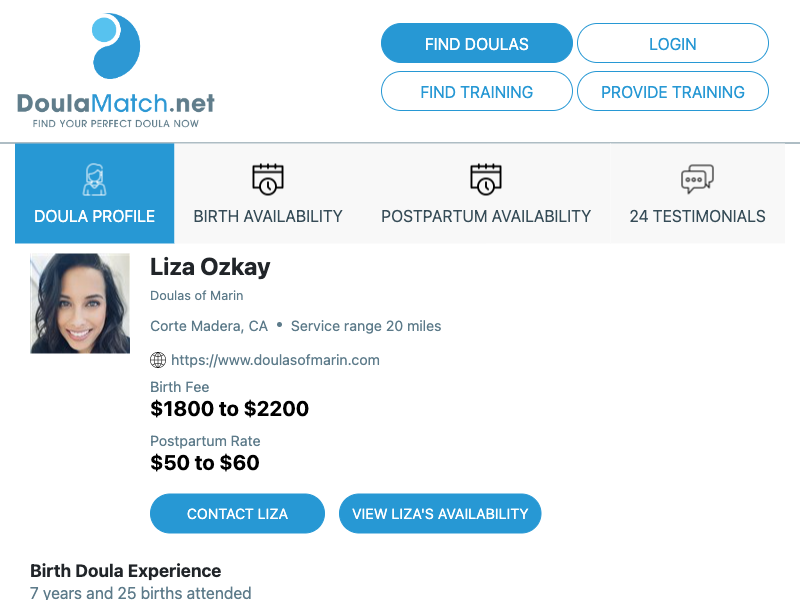 DoulaMatch.net
FIND YOUR PERFECT DOULA NOW
FIND DOULAS
LOGIN
FIND TRAINING
PROVIDE TRAINING
DOULA PROFILE
BIRTH AVAILABILITY
POSTPARTUM AVAILABILITY
24 TESTIMONIALS
Liza Ozkay
Doulas of Marin
Corte Madera, CA • Service range 20 miles
https://www.doulasofmarin.com
Birth Fee
$1800 to $2200
Postpartum Rate
$50 to $60
CONTACT LIZA
VIEW LIZA'S AVAILABILITY
Birth Doula Experience
7 years and 25 births attended